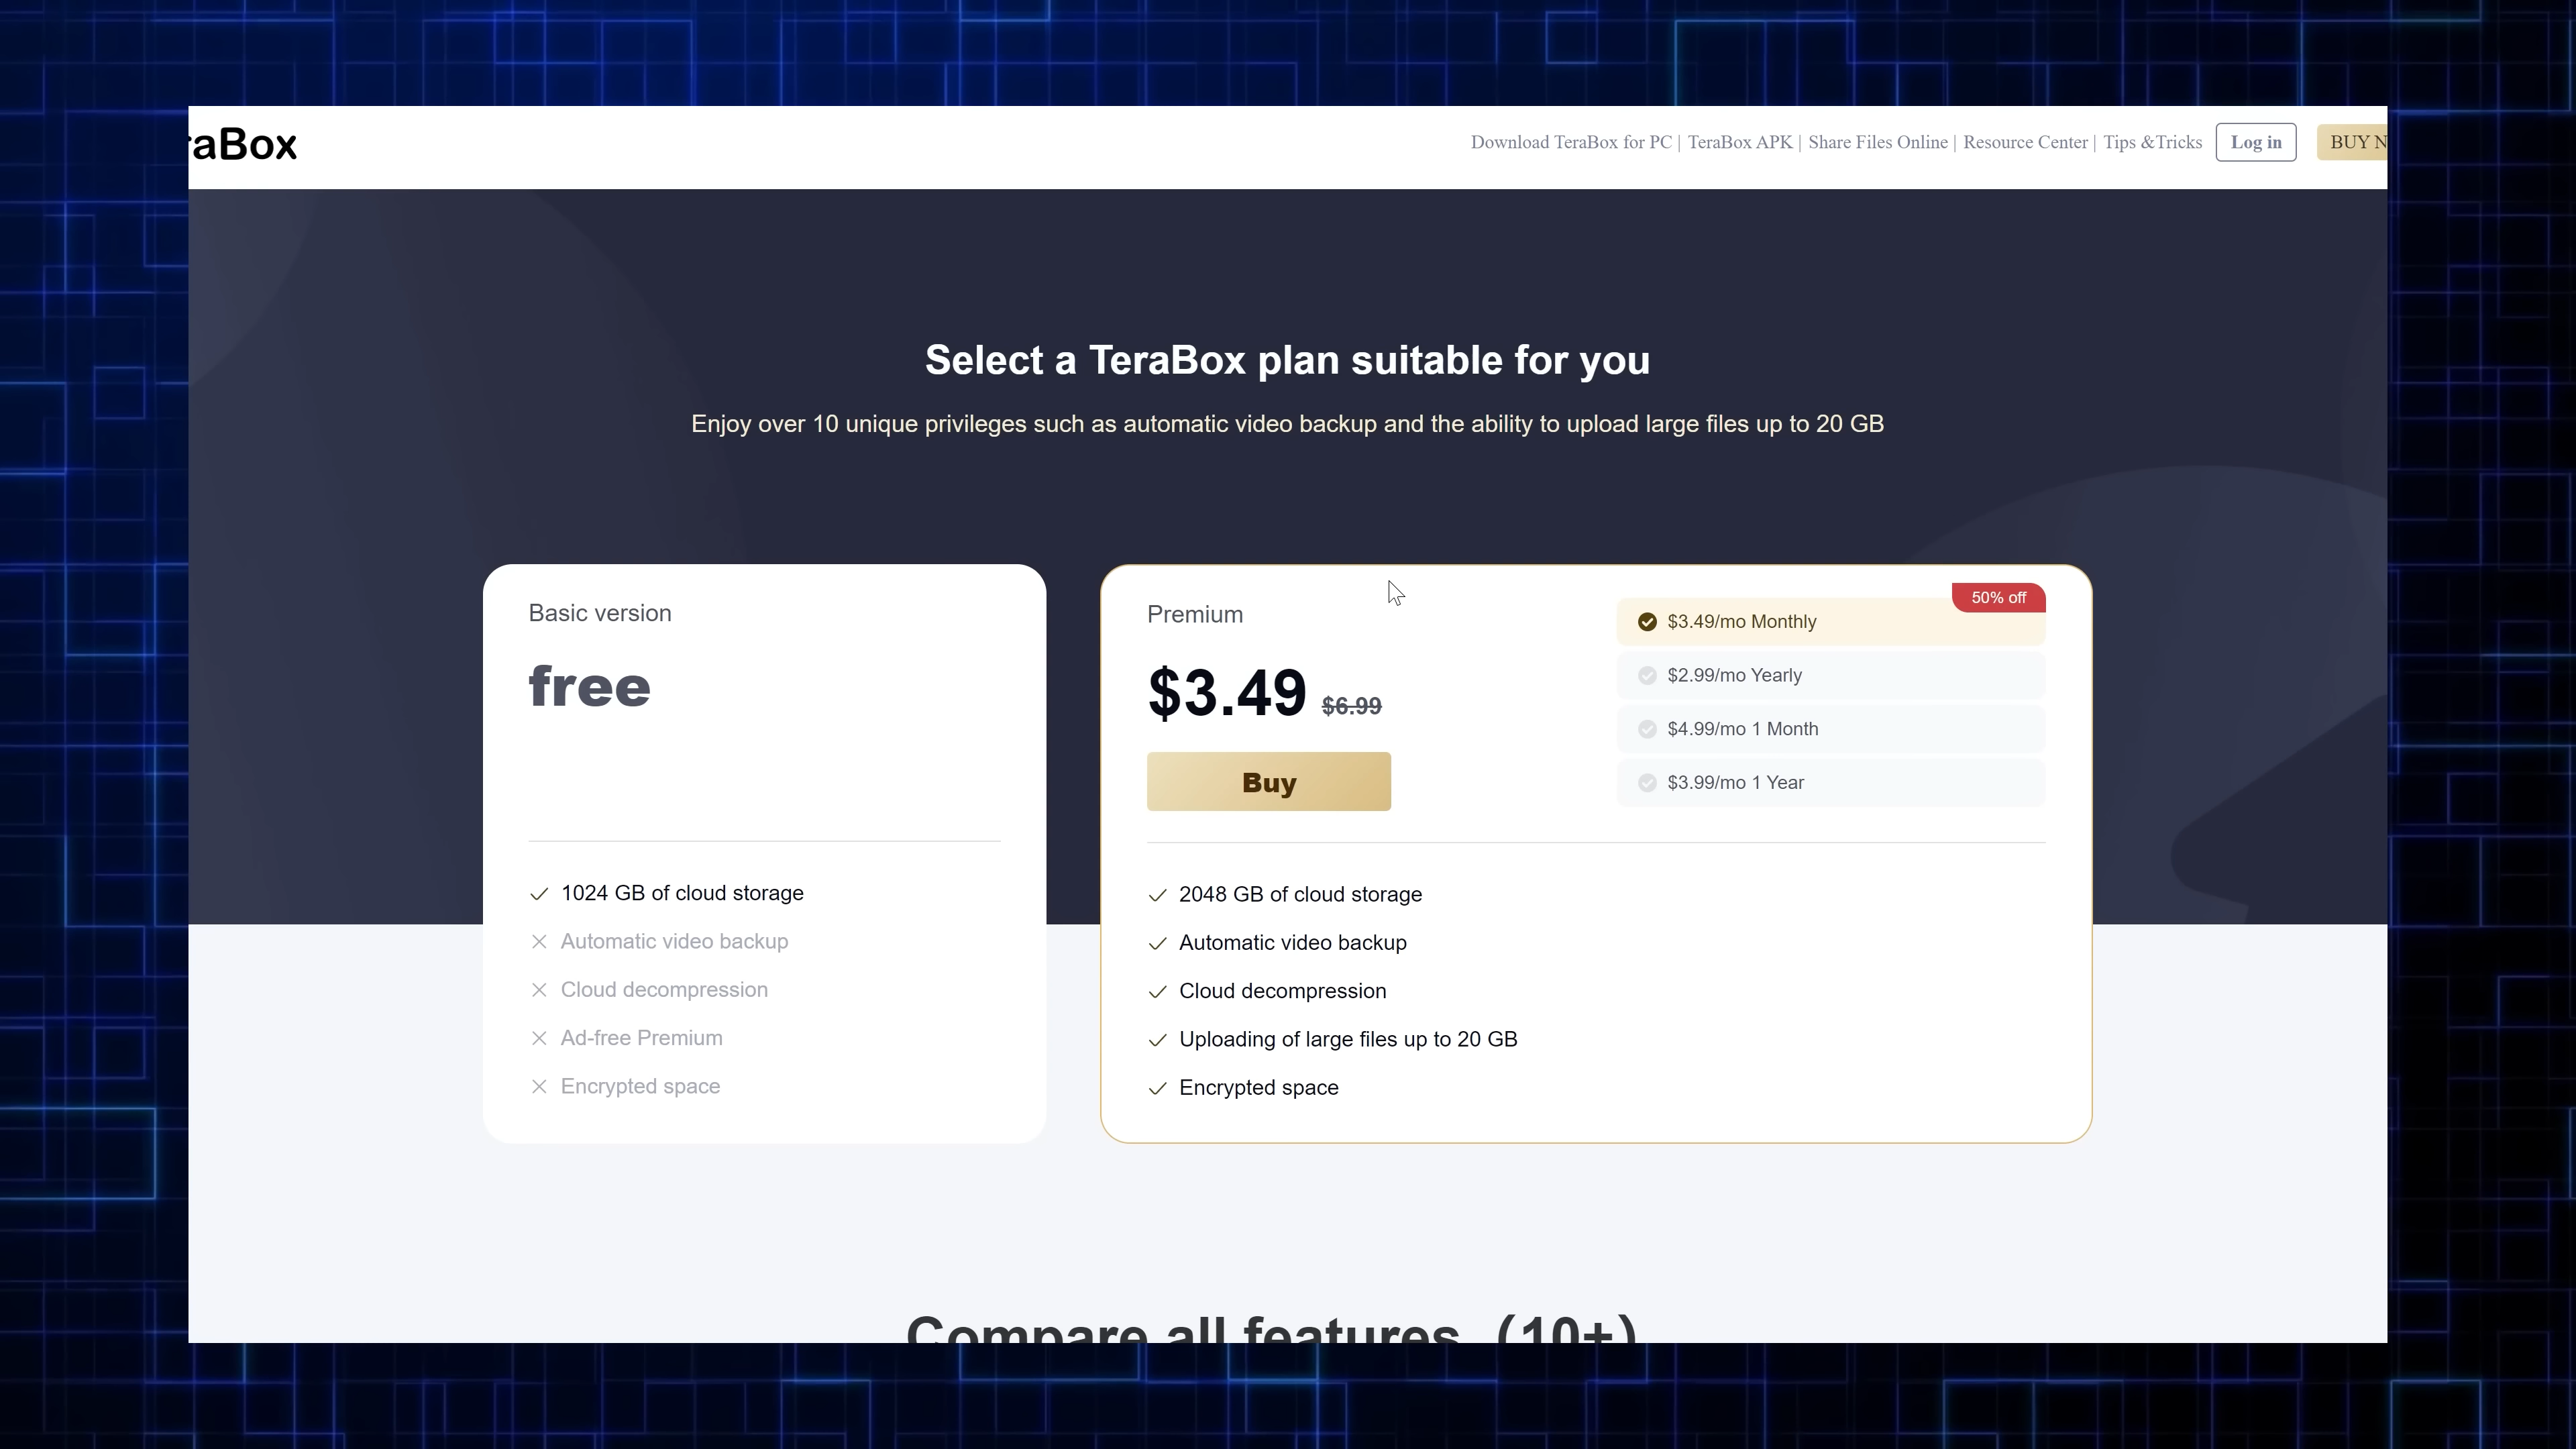 raBox
Download TeraBox for PC | TeraBox APK | Share Files Online | Resource Center | Tips &Tricks
Log in
BUY N
Select a TeraBox plan suitable for you
Enjoy over 10 unique privileges such as automatic video backup and the ability to upload large files up to 20 GB
Basic version
free
1024 GB of cloud storage
Automatic video backup
Cloud decompression
Ad-free Premium
Encrypted space
Premium
$3.49 $6.99
Buy
50% off
$3.49/mo Monthly
$2.99/mo Yearly
$4.99/mo 1 Month
$3.99/mo 1 Year
2048 GB of cloud storage
Automatic video backup
Cloud decompression
Uploading of large files up to 20 GB
Encrypted space
Compare all features (10+)